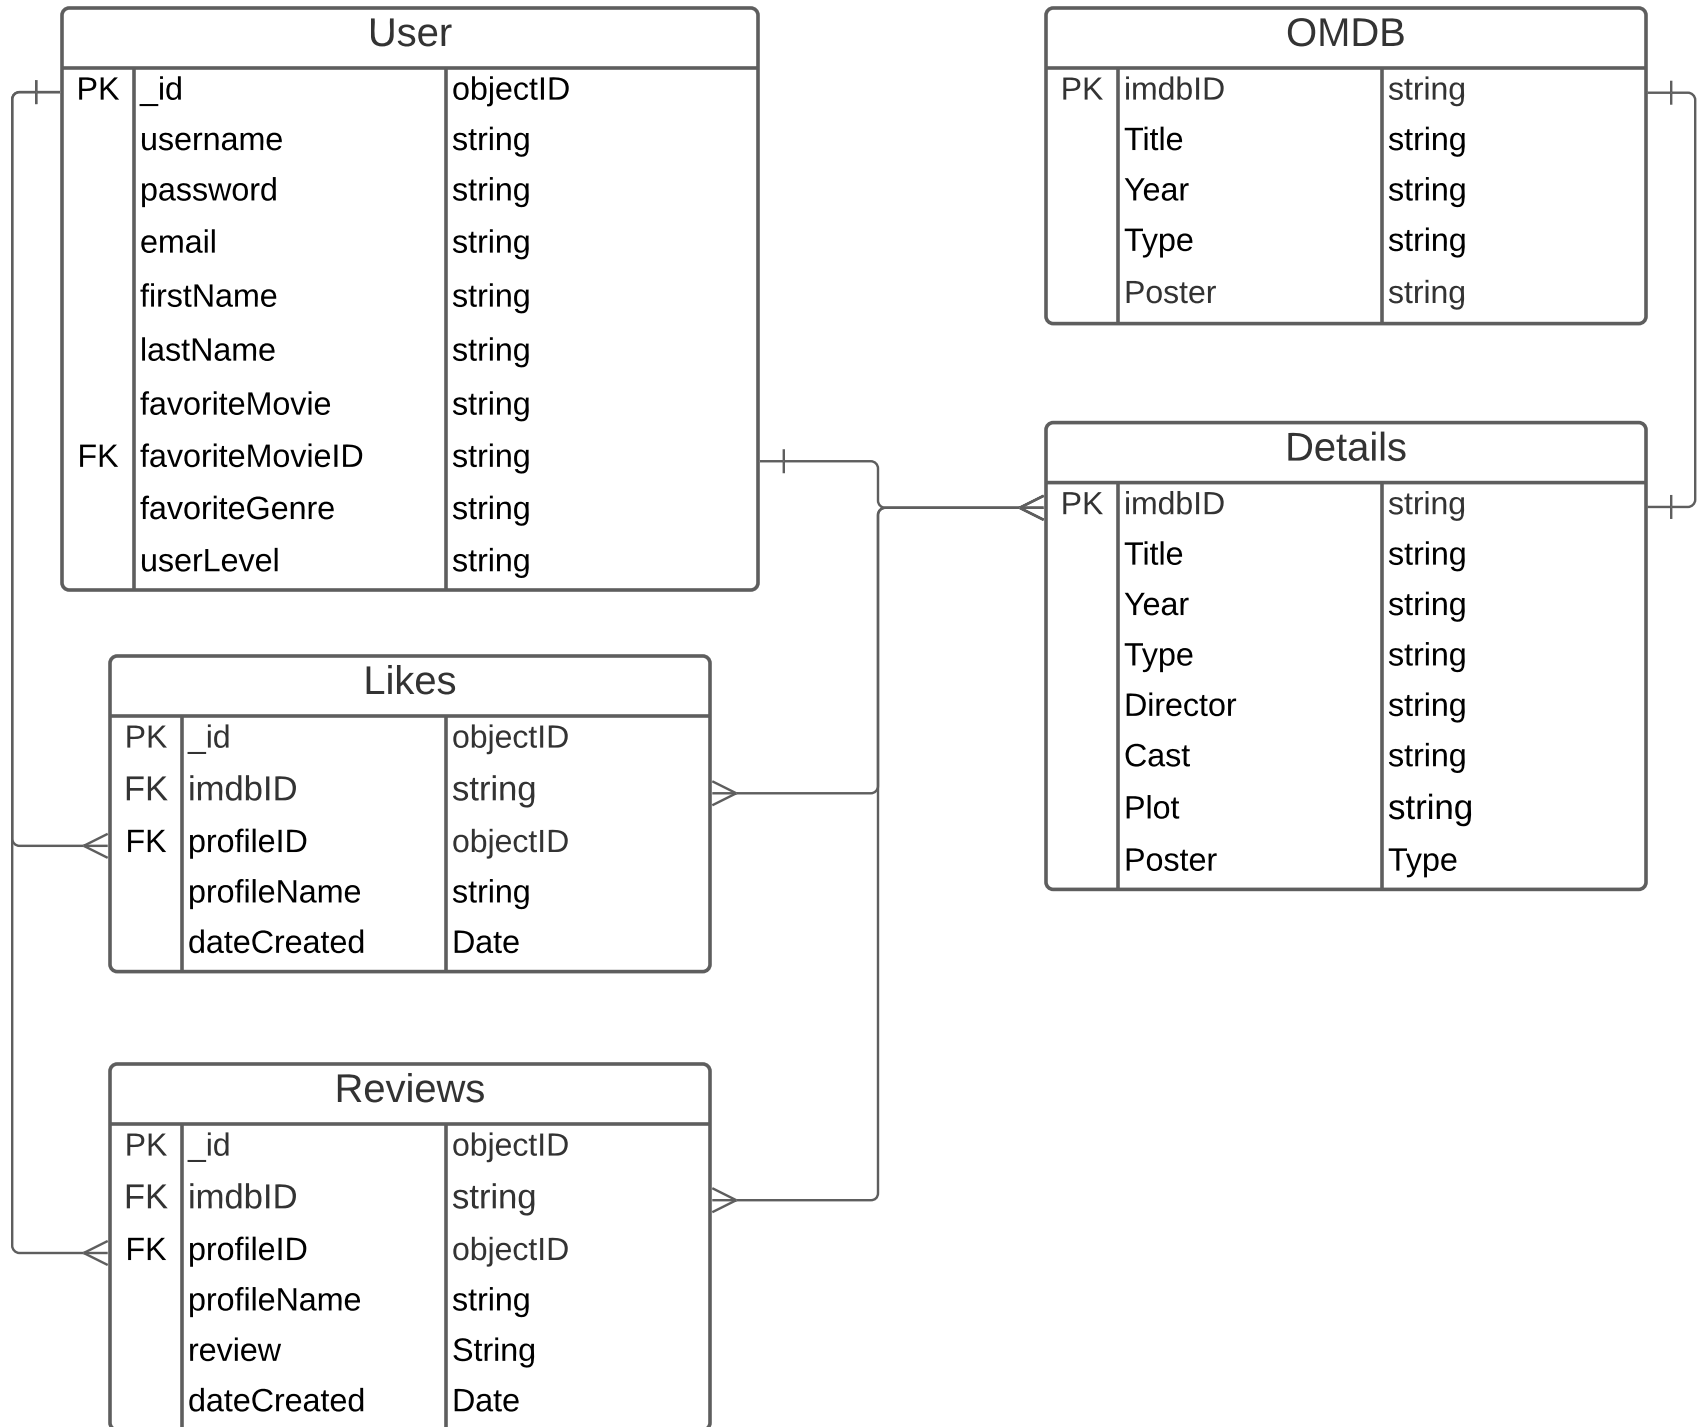 User
PK _id objectID
username string
password string
email string
firstName string
lastName string
favoriteMovie string
FK favoriteMovieID string
favoriteGenre string
userLevel string
OMDB
PK imdbID string
Title string
Year string
Type string
Poster string
Details
PK imdbID string
Title string
Year string
Type string
Director string
Cast string
Plot string
Poster Type
Likes
PK _id objectID
FK imdbID string
FK profileID objectID
profileName string
dateCreated Date
Reviews
PK _id objectID
FK imdbID string
FK profileID objectID
profileName string
review String
dateCreated Date